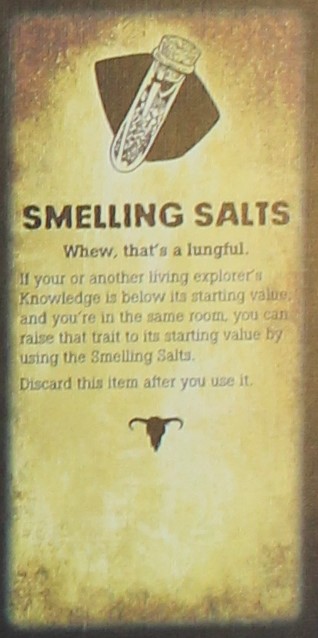 SMELLING SALTS
Whew, that's a lungful.
If your or another living explorer's
Knowledge is below its starting value,
and you're in the same room, you can
raise that trait to its starting value by
using the Smelling Salts.
Discard this item after you use it.